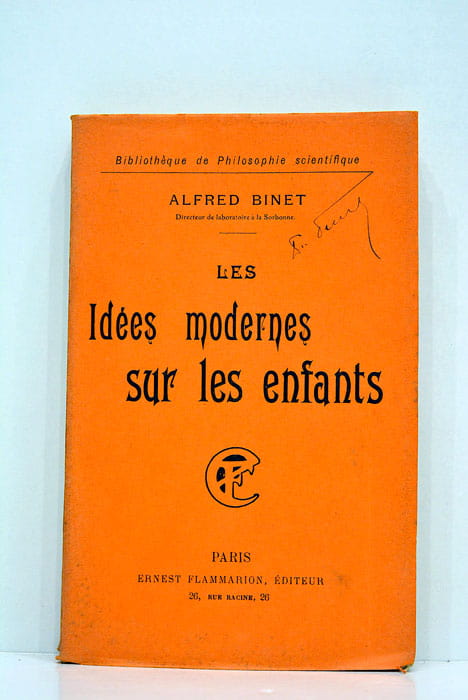 Bibliothèque de Philosophie scientifique
ALFRED BINET
Directeur de laboratoire à la Sorbonne.
LES
Idées modernes
sur les enfants
PARIS
ERNEST FLAMMARION, ÉDITEUR
26, RUE RACINE, 26